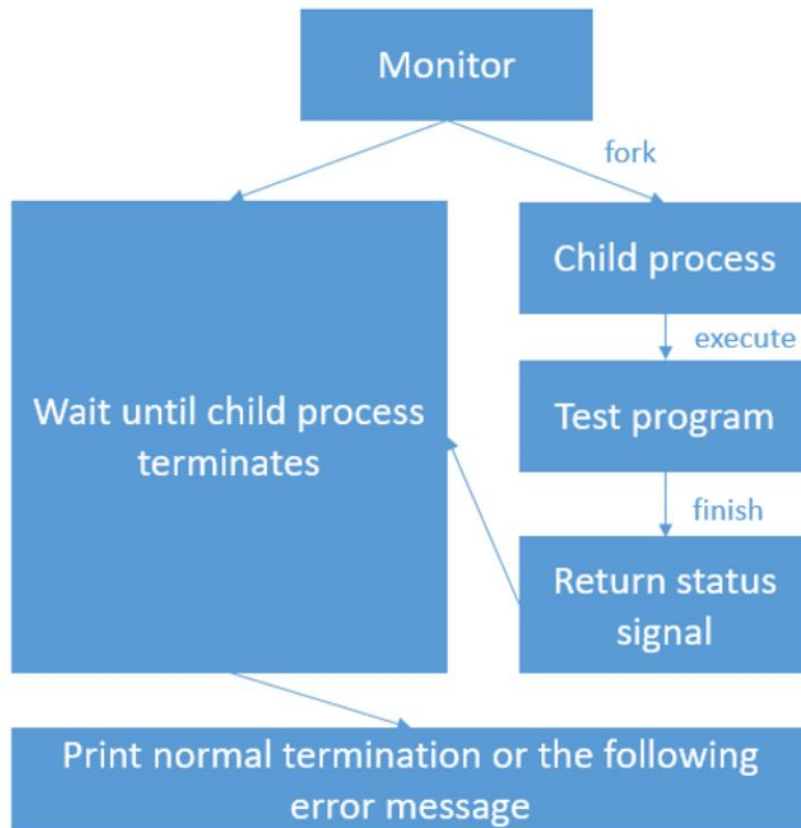 Monitor
fork
Child process
execute
Wait until child process
terminates
Test program
finish
Return status
signal
Print normal termination or the following
error message